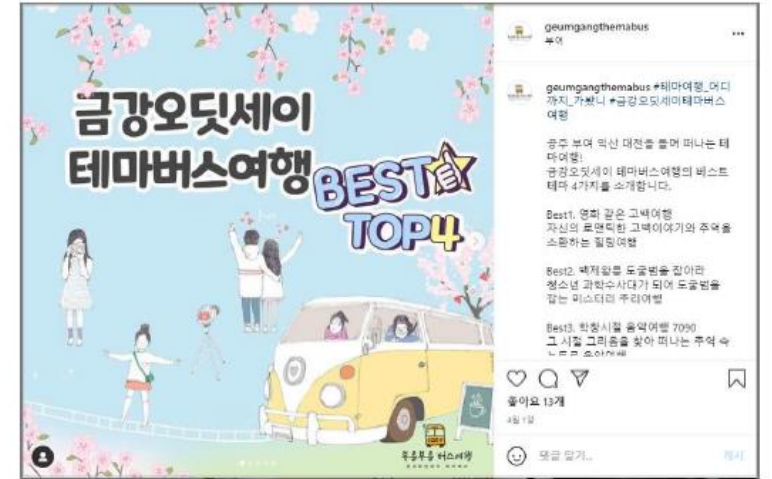 금강오딧세이
테마버스여행
BEST
TOP4
부릉부릉 버스여행
geumgangthemabus
부여
geumgangthemabus #테마여행_어디
까지_가봤니 #금강오딧세이테마버스
여행
공주 부여 익산 대전을 돌며 떠나는 테
마여행!
금강오딧세이 테마버스여행의 베스트
테마 4가지를 소개합니다.
Best1. 영화 같은 고백여행
자신의 로맨틱한 고백이야기와 추억을
소환하는 힐링여행
Best2. 백제왕릉 도굴범을 잡아라
청소년 과학수사대가 되어 도굴범을
잡는 미스터리 추리여행
Best3. 학창시절 음악여행 7090
그 시절 그리움을 찾아 떠나는 추억 속
좋아요 13개
4월 1일
댓글 달기...
게시